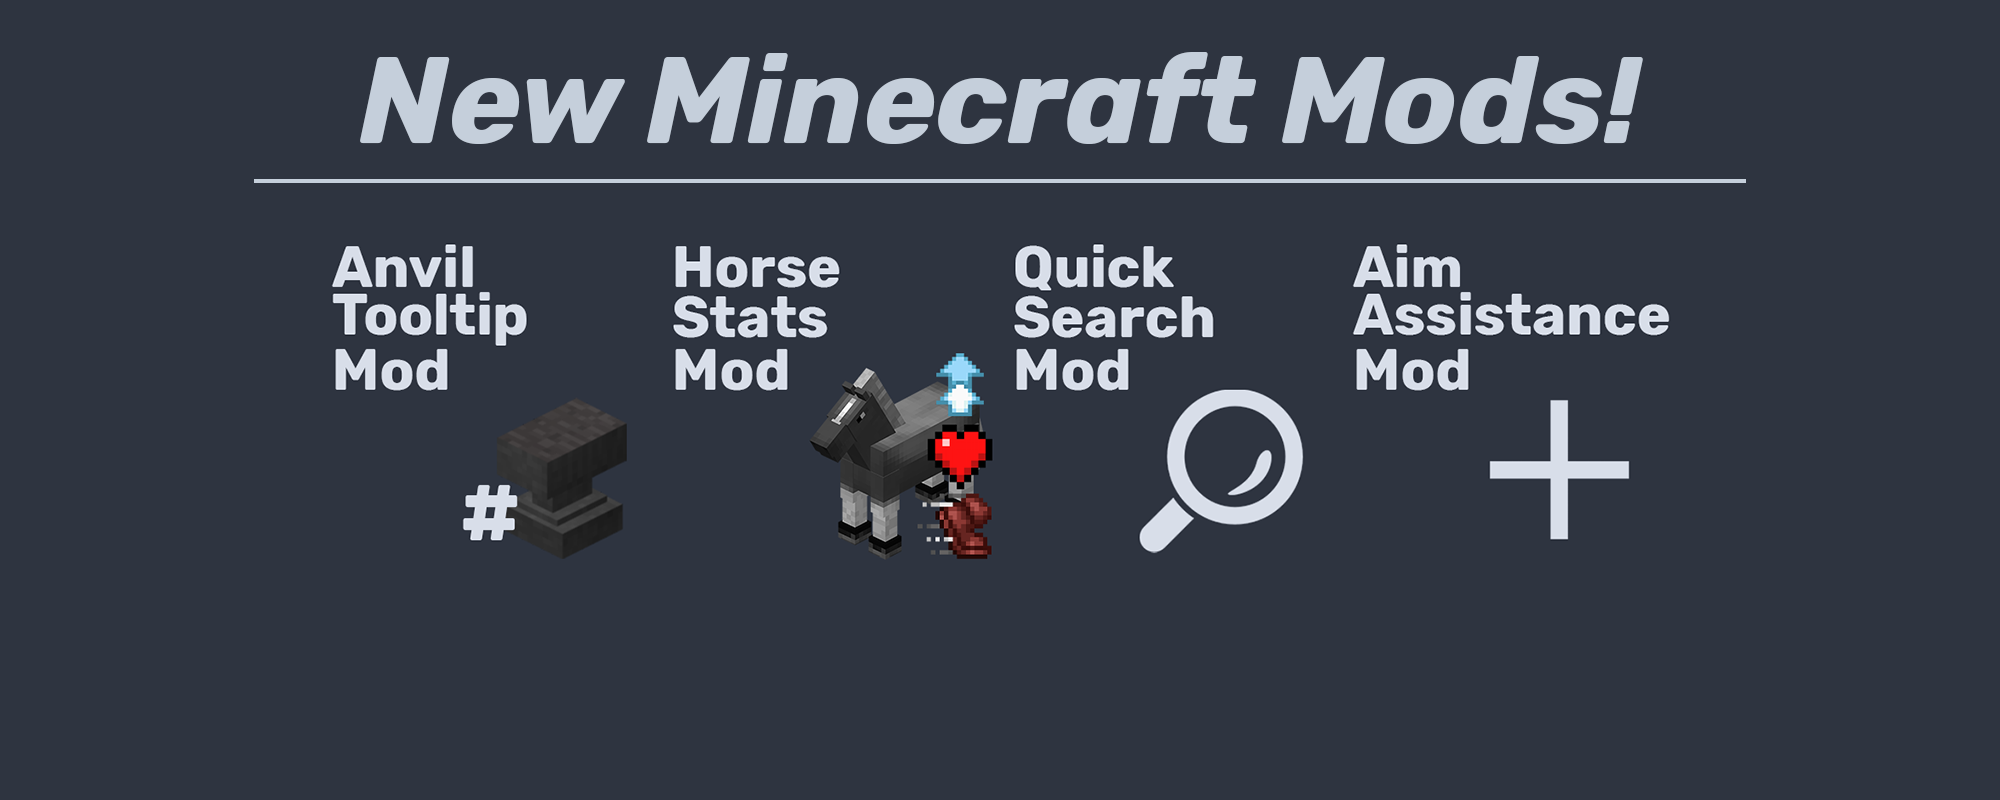 New Minecraft Mods!
Anvil
Tooltip
Mod
#
Horse
Stats
Mod
Quick
Search
Mod
Aim
Assistance
Mod